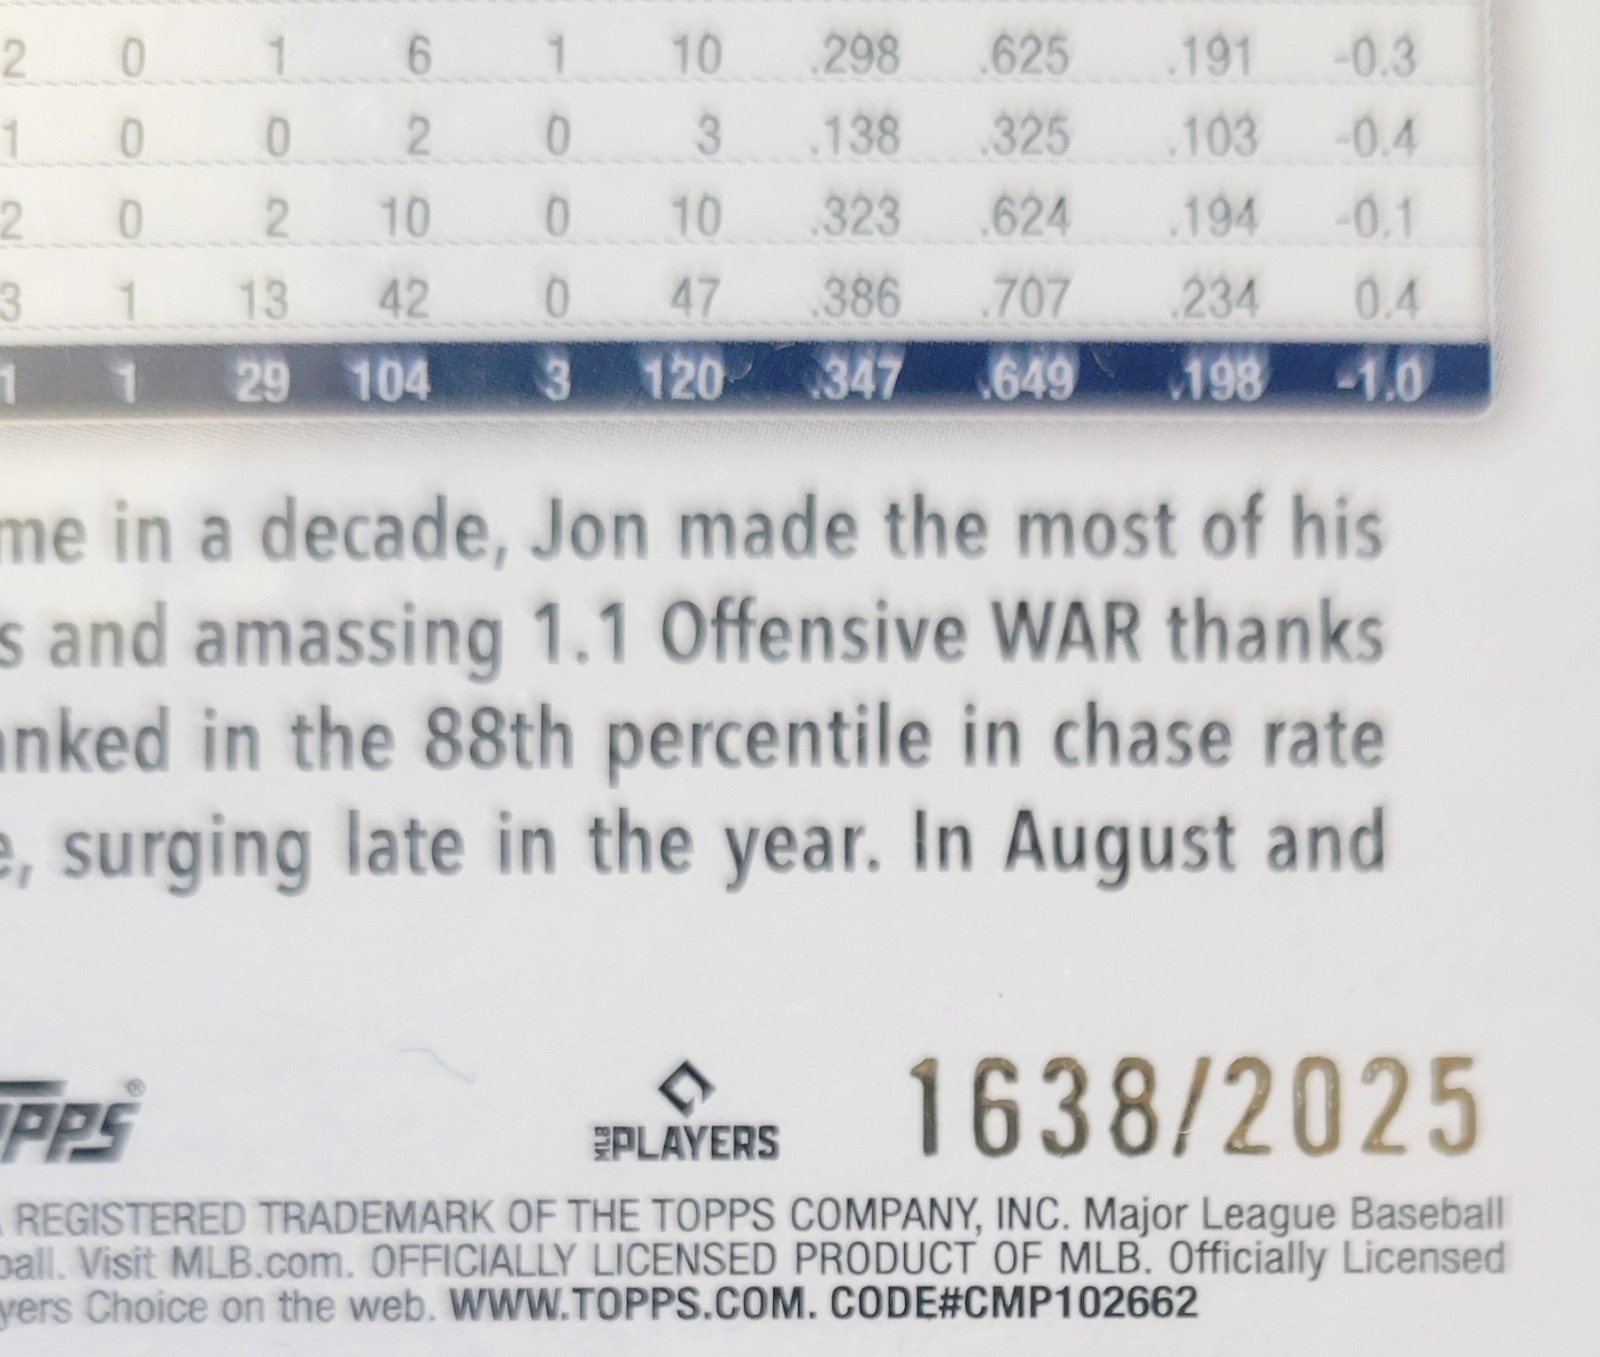 2 0 1 6 1 10 .298 .625 .191 -0.3
1 0 0 2 0 3 .138 .325 .103 -0.4
2 0 2 10 0 10 .323 .624 .194 -0.1
3 1 13 42 0 47 .386 .707 .234 0.4
1 1 29 104 3 120 .347 .649 .198 -1.0
me in a decade, Jon made the most of his
s and amassing 1.1 Offensive WAR thanks
nked in the 88th percentile in chase rate
e, surging late in the year. In August and
OPPS®
MLB PLAYERS
1638/2025
REGISTERED TRADEMARK OF THE TOPPS COMPANY, INC. Major League Baseball
ball. Visit MLB.com. OFFICIALLY LICENSED PRODUCT OF MLB. Officially Licensed
yers Choice on the web. WWW.TOPPS.COM. CODE#CMP102662